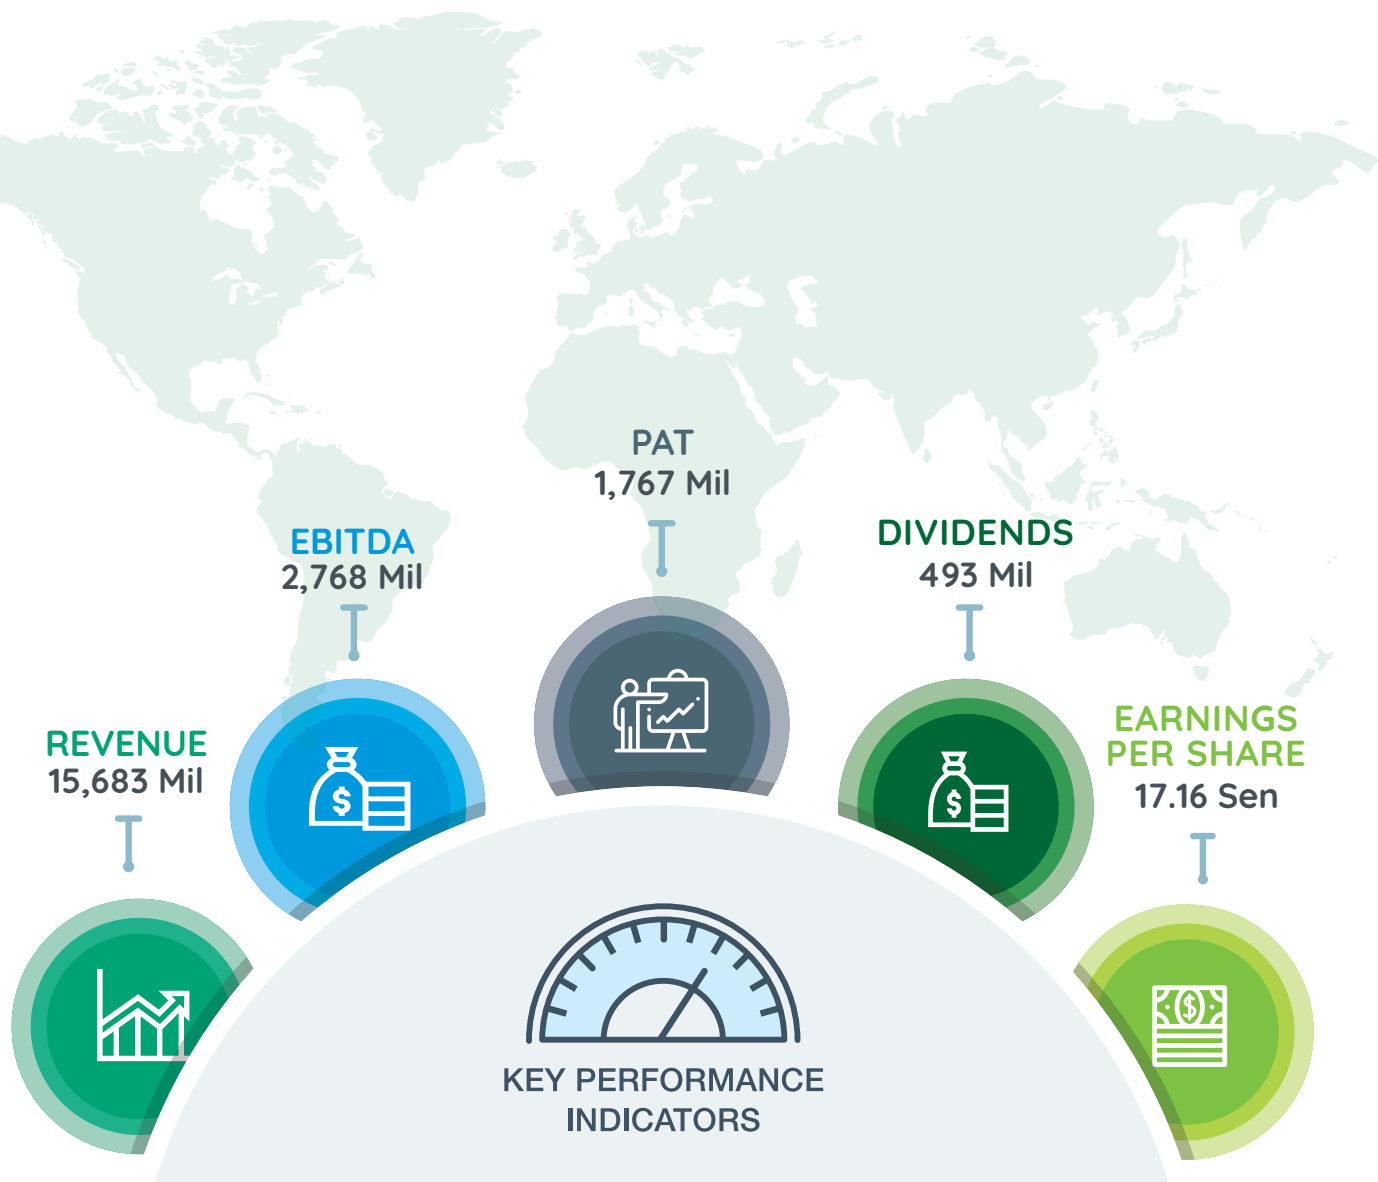 REVENUE
15,683 Mil
EBITDA
2,768 Mil
PAT
1,767 Mil
DIVIDENDS
493 Mil
EARNINGS
PER SHARE
17.16 Sen
KEY PERFORMANCE
INDICATORS